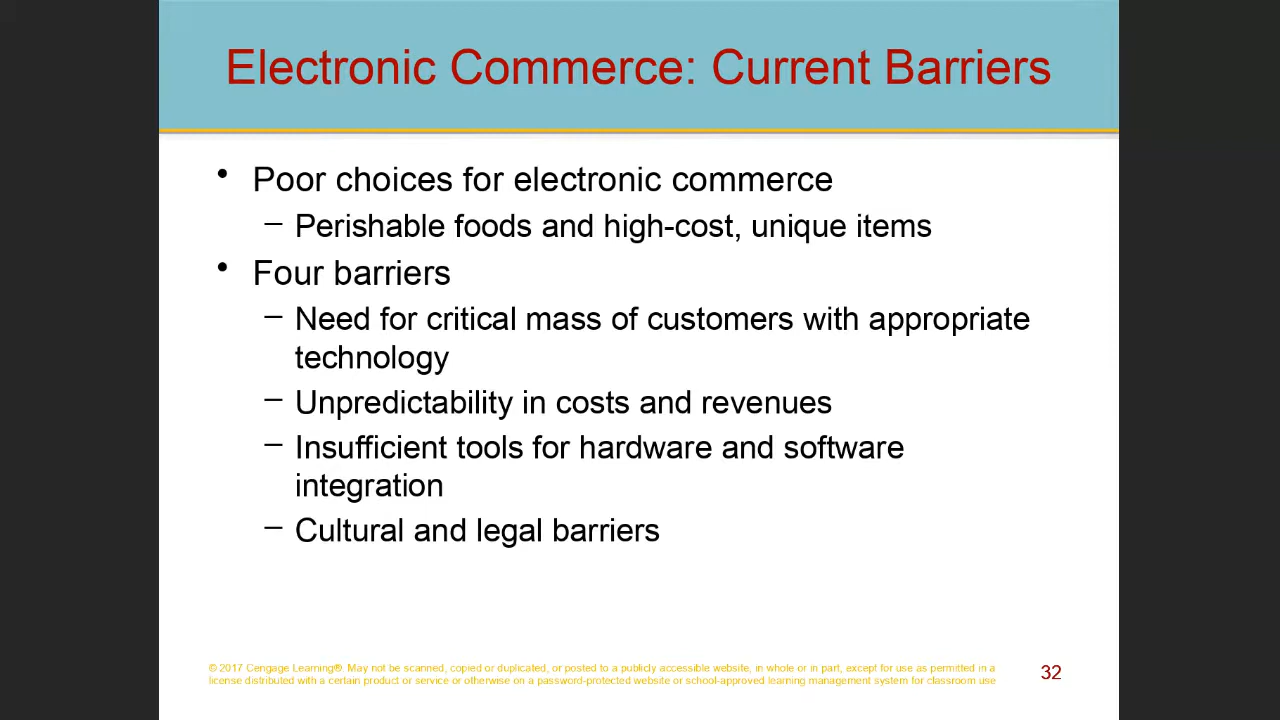 Electronic Commerce: Current Barriers
• Poor choices for electronic commerce
– Perishable foods and high-cost, unique items
• Four barriers
– Need for critical mass of customers with appropriate
technology
– Unpredictability in costs and revenues
– Insufficient tools for hardware and software
integration
– Cultural and legal barriers
© 2017 Cengage Learning®. May not be scanned, copied or duplicated, or posted to a publicly accessible website, in whole or in part, except for use as permitted in a
license distributed with a certain product or service or otherwise on a password-protected website or school-approved learning management system for classroom use
32